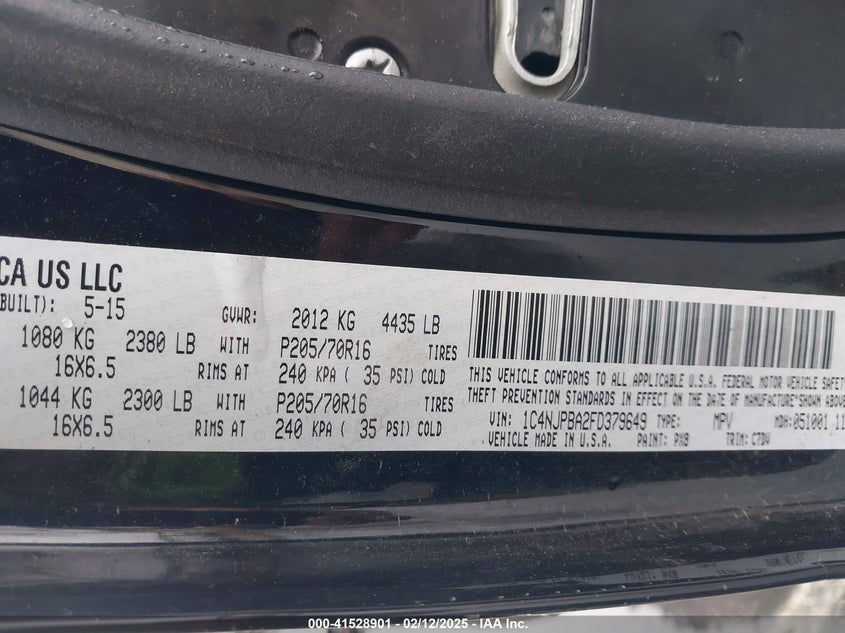 CA US LLC
BUILT): 5-15 GVWR: 2012 KG 4435 LB
1080 KG 2380 LB WITH P205/70R16 TIRES
16X6.5 RIMS AT 240 KPA ( 35 PSI) COLD
1044 KG 2300 LB WITH P205/70R16 TIRES
16X6.5 RIMS AT 240 KPA ( 35 PSI) COLD
THIS VEHICLE CONFORMS TO ALL APPLICABLE U.S.A. FEDERAL MOTOR VEHICLE SAFETY
THEFT PREVENTION STANDARDS IN EFFECT ON THE DATE OF MANUFACTURE SHOWN
VIN: 1C4NJPBA2FD379649 TYPE: MPV MDH: 051001 11
VEHICLE MADE IN U.S.A. PAINT: PX8 TRIM: C7DV
000-41528901 - 02/12/2025 - IAA Inc.